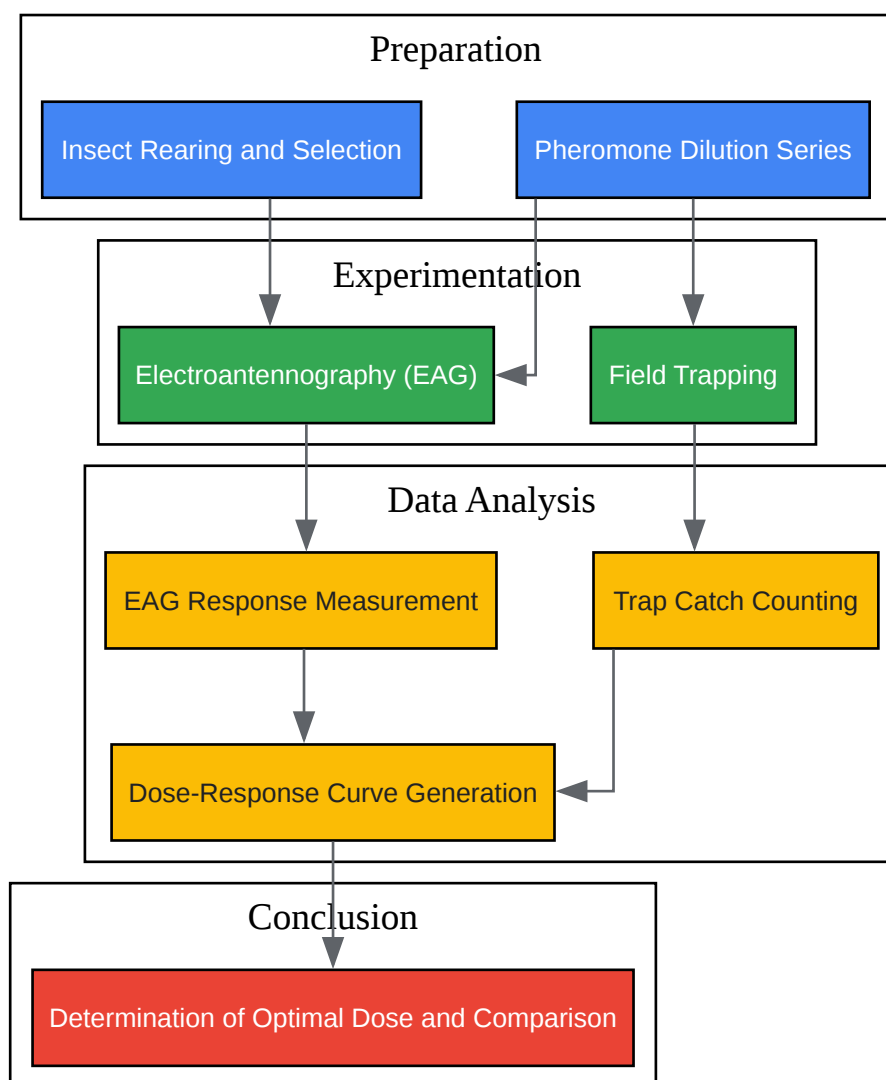 Preparation
Insect Rearing and Selection
Pheromone Dilution Series
Experimentation
Electroantennography (EAG)
Field Trapping
Data Analysis
EAG Response Measurement
Trap Catch Counting
Dose-Response Curve Generation
Conclusion
Determination of Optimal Dose and Comparison